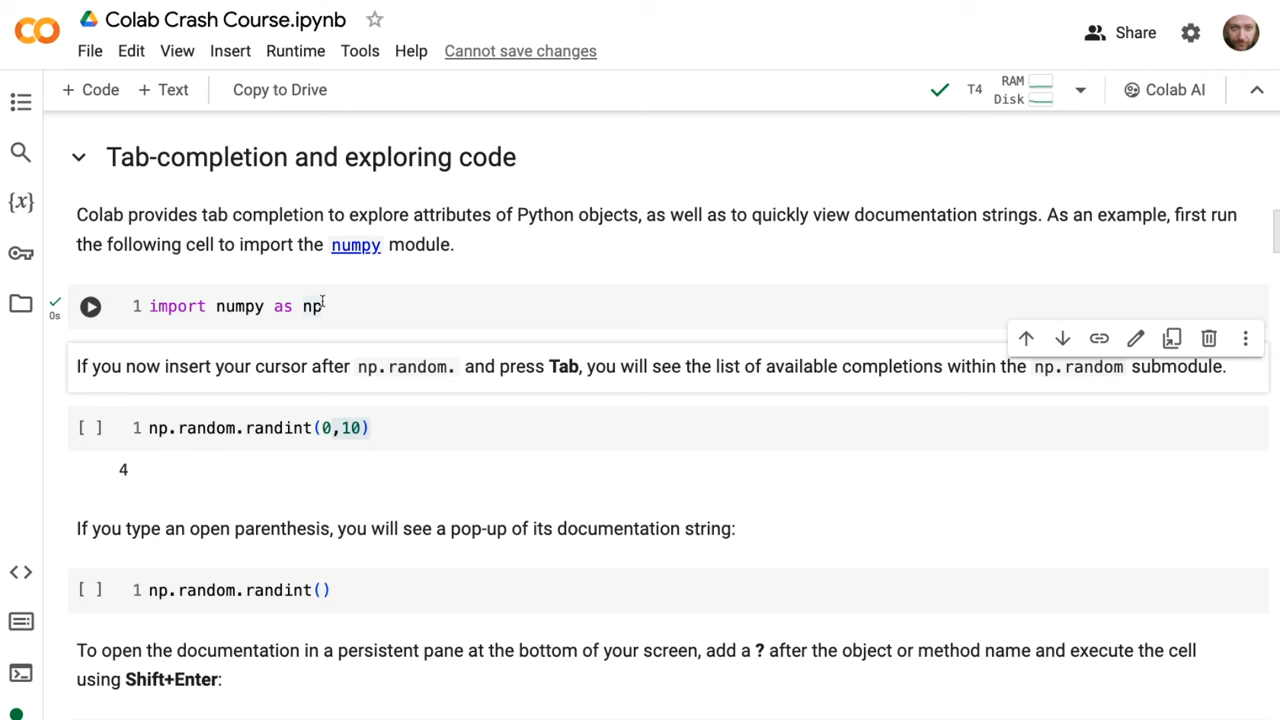 Colab Crash Course.ipynb
File Edit View Insert Runtime Tools Help Cannot save changes
Share
+ Code + Text Copy to Drive
T4
RAM
Disk
Colab AI
Tab-completion and exploring code
Colab provides tab completion to explore attributes of Python objects, as well as to quickly view documentation strings. As an example, first run
the following cell to import the numpy module.
0s
1 import numpy as np
If you now insert your cursor after np.random. and press Tab, you will see the list of available completions within the np.random submodule.
[ ] 1 np.random.randint(0,10)
4
If you type an open parenthesis, you will see a pop-up of its documentation string:
[ ] 1 np.random.randint()
To open the documentation in a persistent pane at the bottom of your screen, add a ? after the object or method name and execute the cell
using Shift+Enter: